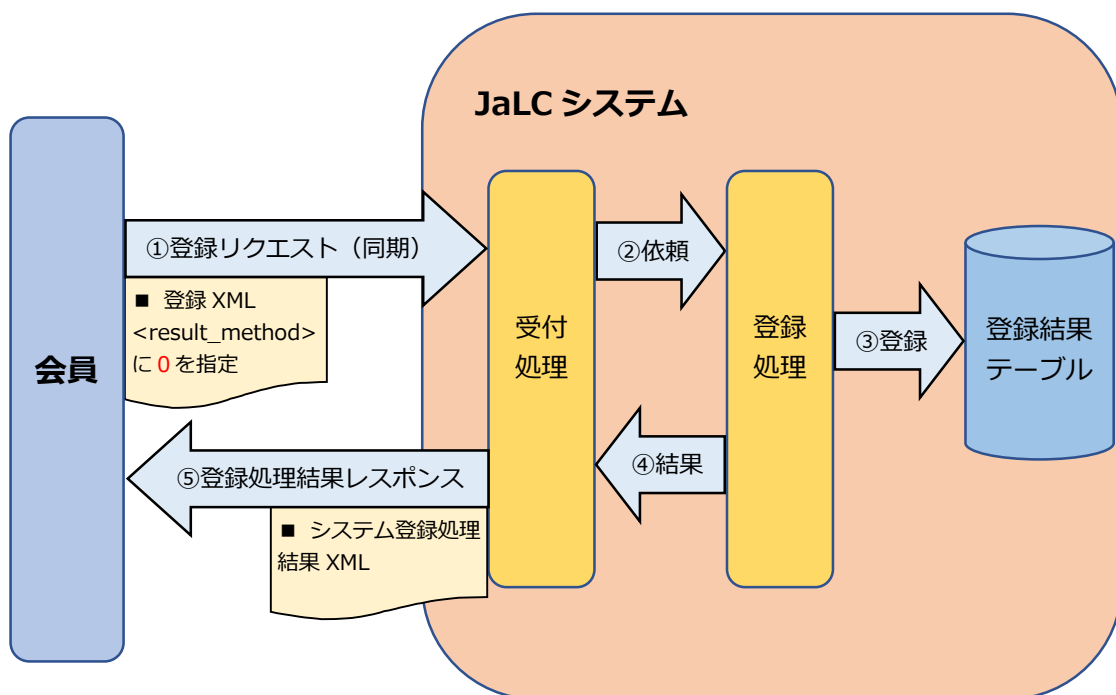 JaLC システム
会員
①登録リクエスト（同期）
■ 登録 XML
<result_method>
に 0 を指定
受付
処理
②依頼
登録
処理
③登録
登録結果
テーブル
④結果
⑤登録処理結果レスポンス
■ システム登録処理
結果 XML